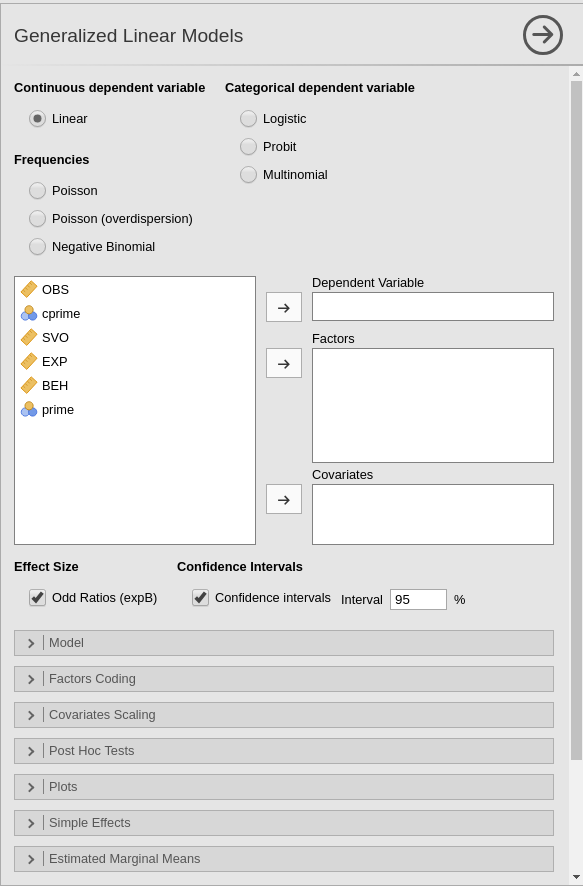 Generalized Linear Models
Continuous dependent variable
Categorical dependent variable
Linear
Logistic
Probit
Frequencies
Multinomial
Poisson
Poisson (overdispersion)
Negative Binomial
OBS
cprime
SVO
EXP
BEH
prime
Dependent Variable
Factors
Covariates
Effect Size
Confidence Intervals
Odd Ratios (expB)
Confidence intervals
Interval 95 %
Model
Factors Coding
Covariates Scaling
Post Hoc Tests
Plots
Simple Effects
Estimated Marginal Means